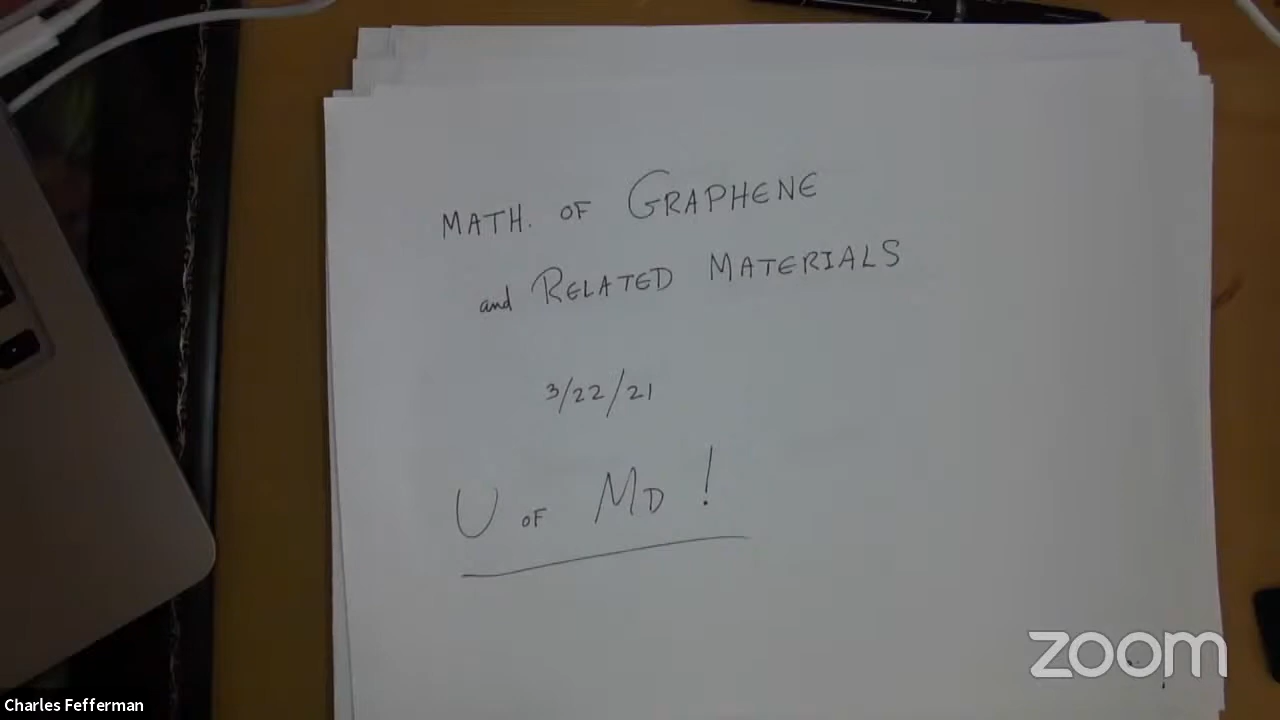 MATH. OF GRAPHENE
and RELATED MATERIALS
3/22/21
U OF MD!
zoom
Charles Fefferman